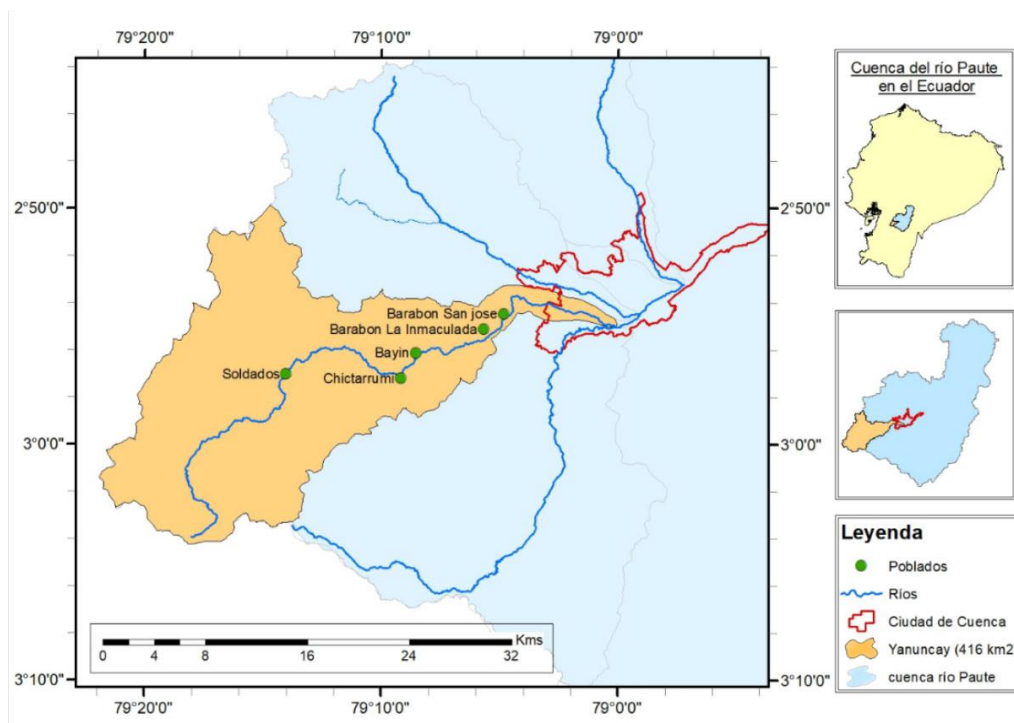 79°20'0" 79°10'0" 79°0'0"
2°50'0" 2°50'0"
3°0'0" 3°0'0"
3°10'0" 3°10'0"
Barabon San jose
Barabon La Inmaculada
Bayin
Soldados
Chictarrumi
Kms
0 4 8 16 24 32
79°20'0" 79°10'0" 79°0'0"
Cuenca del río Paute
en el Ecuador
Leyenda
Poblados
Ríos
Ciudad de Cuenca
Yanuncay (416 km2
cuenca río Paute